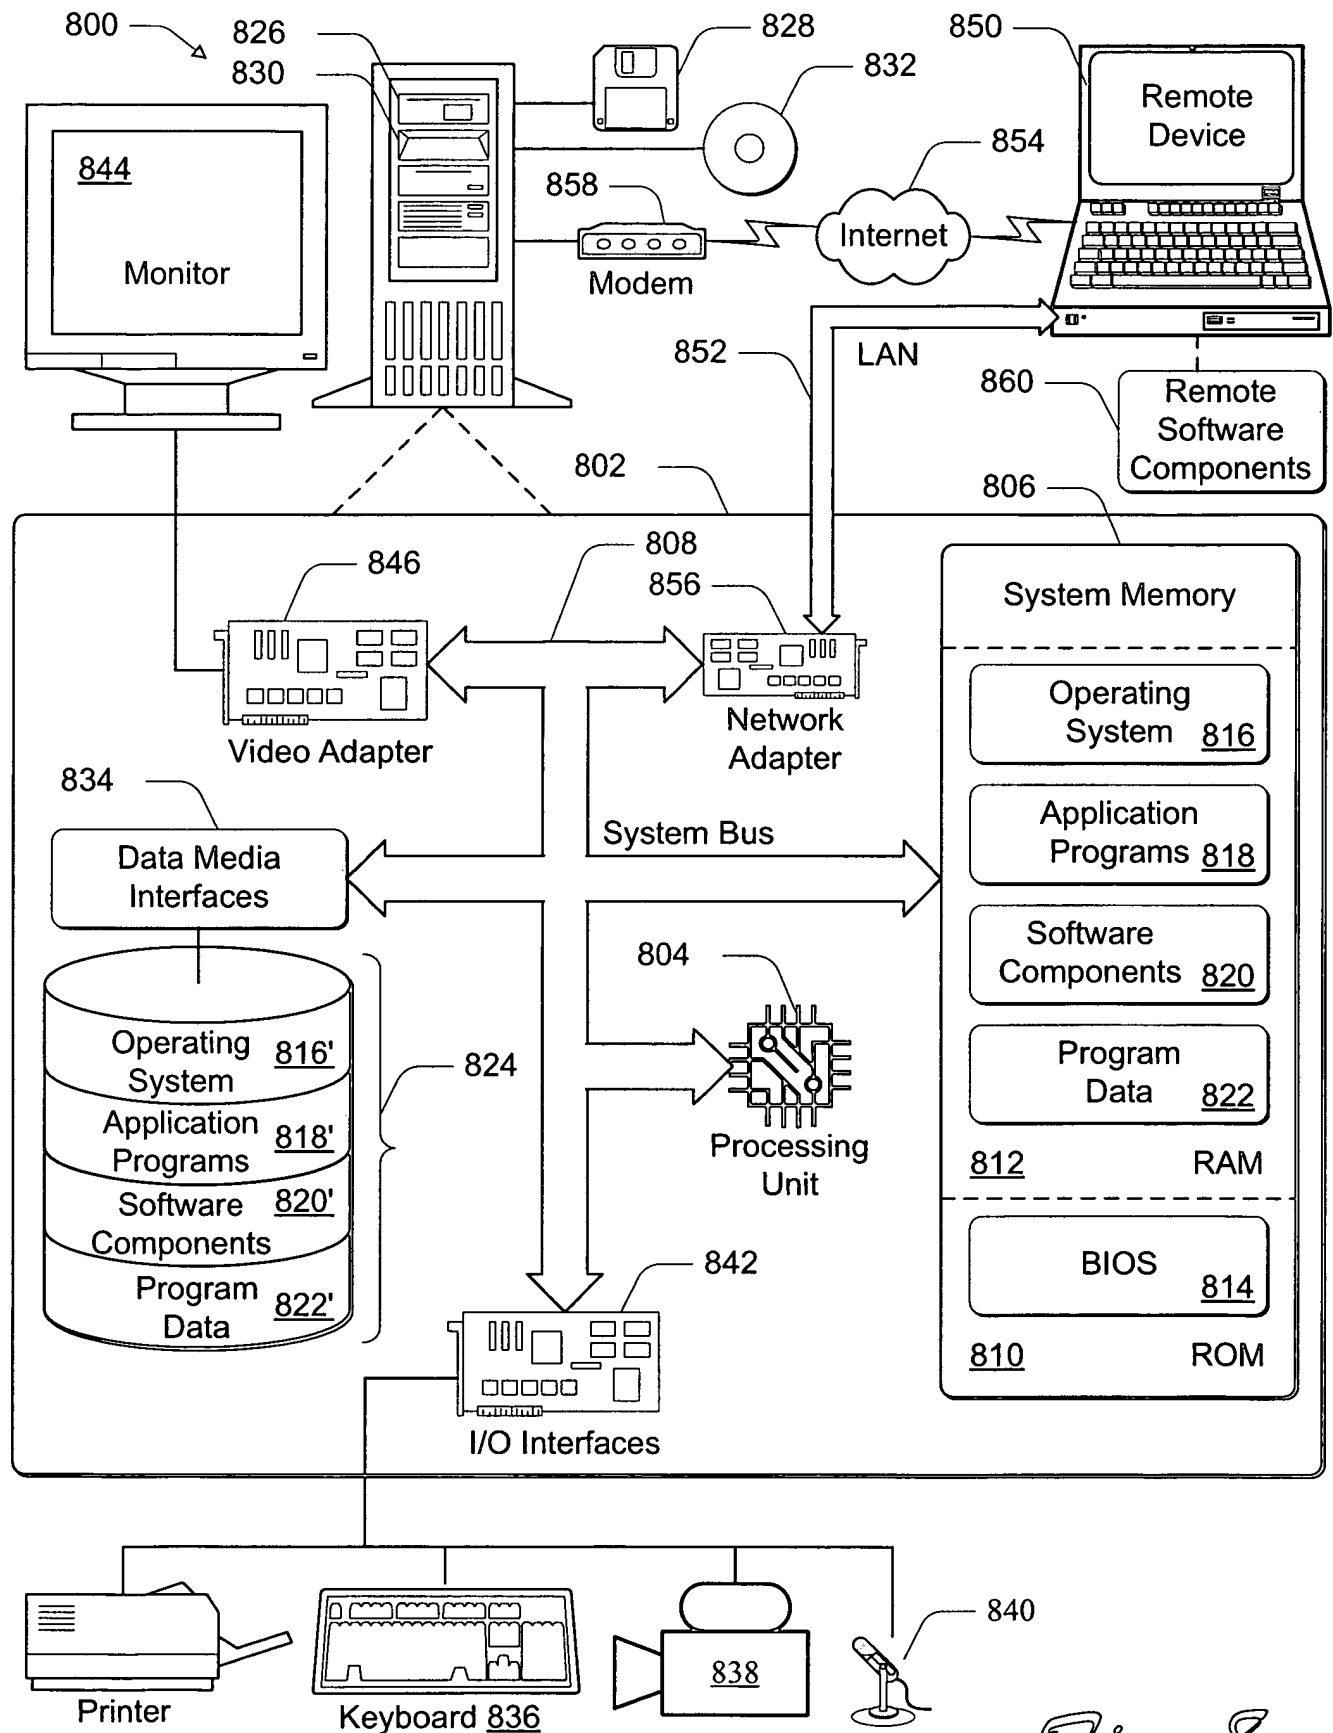 800
826
830
828
832
850
Remote
Device
844
Monitor
858
Modem
854
Internet
852
LAN
860
Remote
Software
Components
802
806
808
846
856
System Memory
Video Adapter
Network
Adapter
Operating
System 816
834
Data Media
Interfaces
System Bus
Application
Programs 818
Software
Components 820
804
Processing
Unit
Program
Data 822
812 RAM
Operating
System 816'
824
Application
Programs 818'
Software
Components 820'
Program
Data 822'
842
I/O Interfaces
BIOS
814
810 ROM
Printer
Keyboard 836
838
840